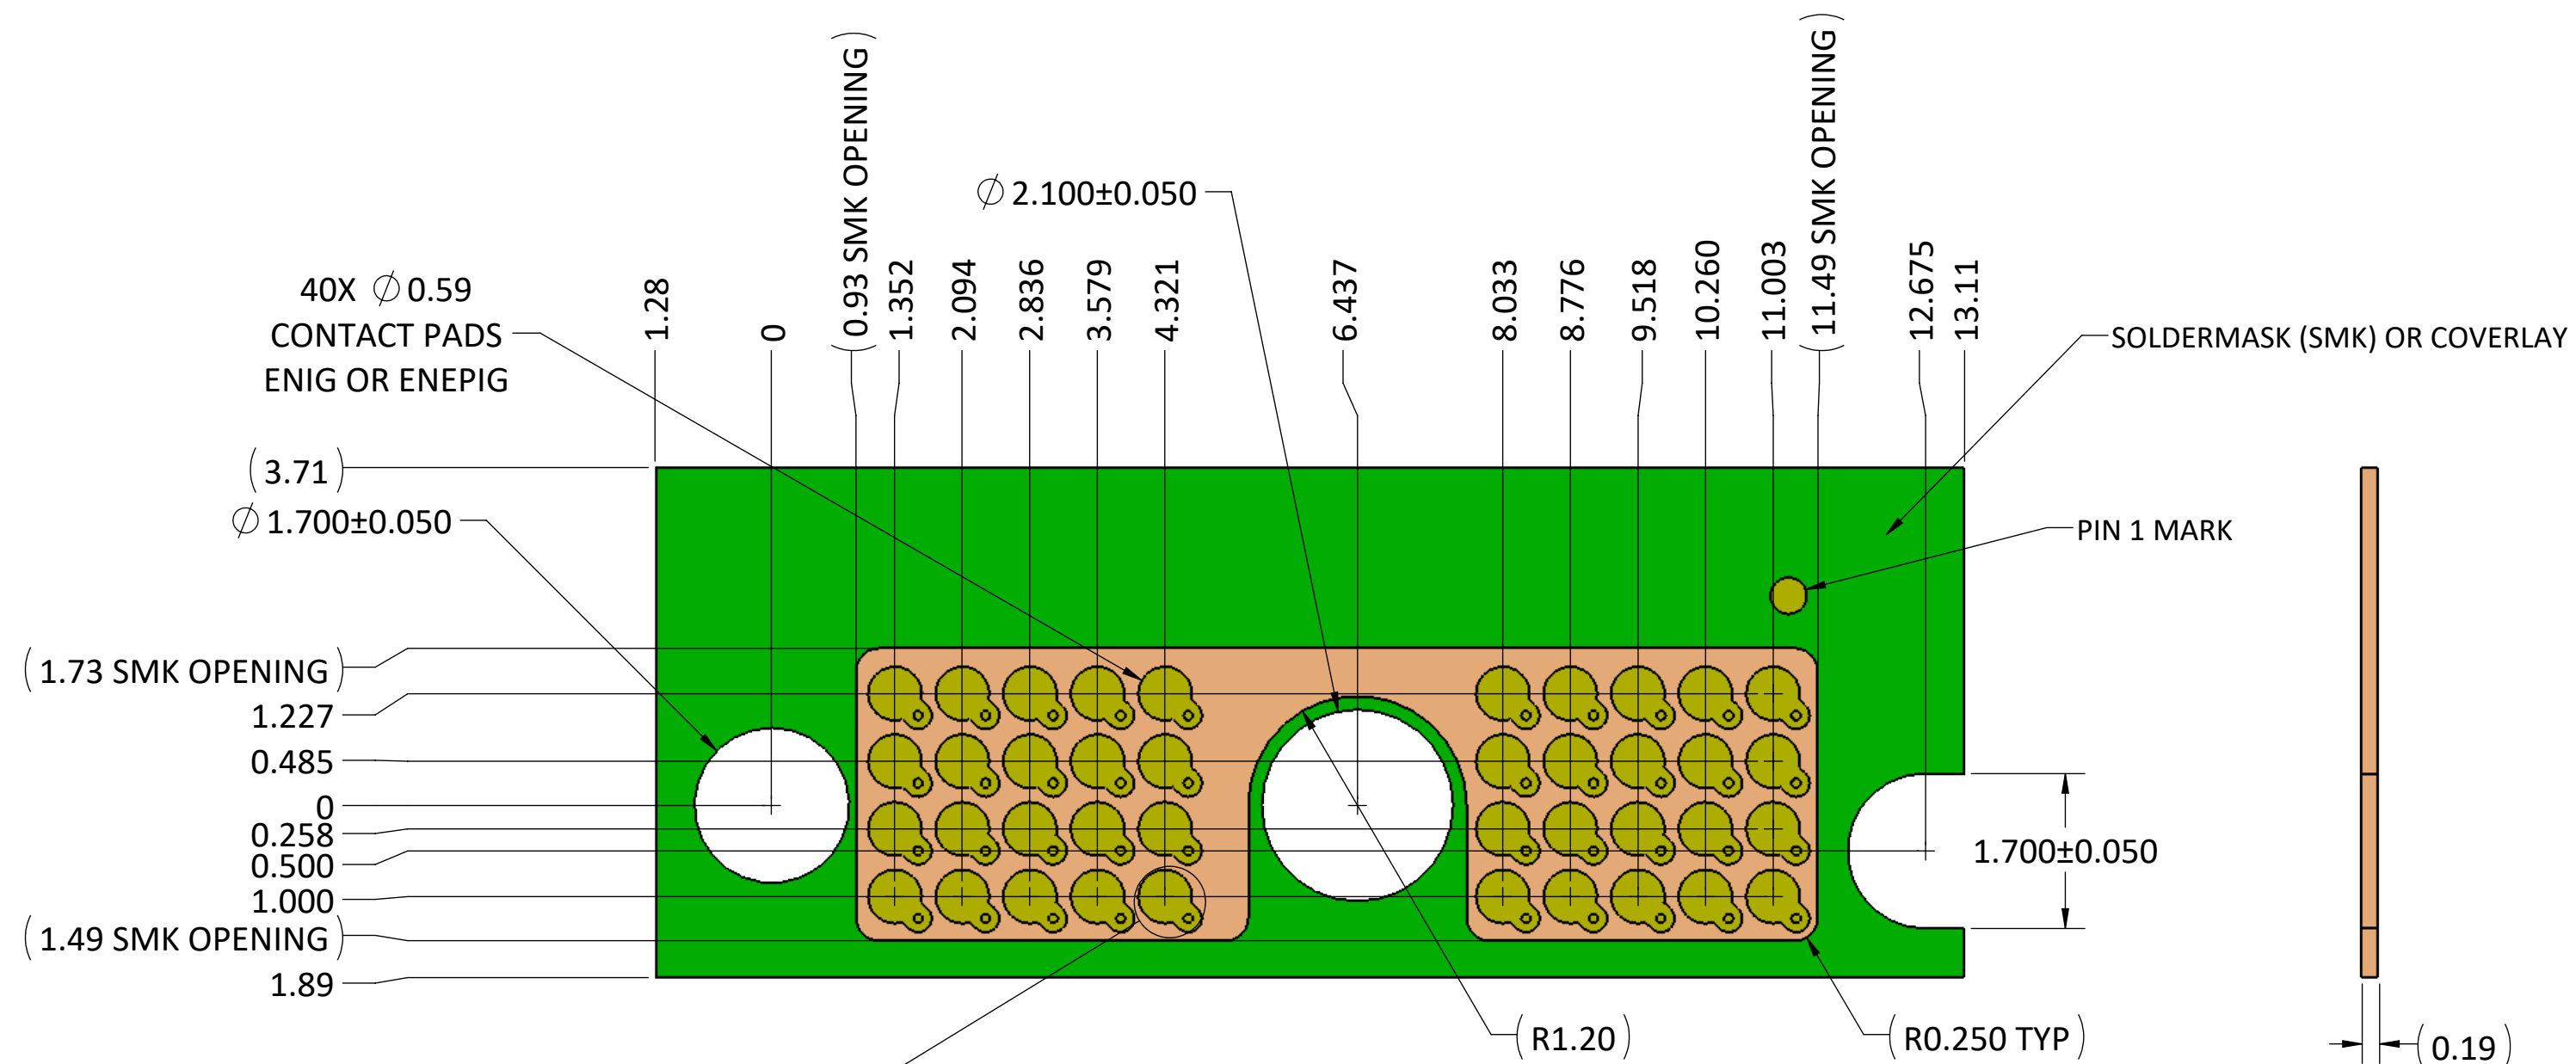 (0.93 SMK OPENING)
(11.49 SMK OPENING)
⌀ 2.100±0.050
40X ⌀ 0.59
CONTACT PADS
ENIG OR ENEPIG
1.28
0
1.352
2.094
2.836
3.579
4.321
6.437
8.033
8.776
9.518
10.260
11.003
12.675
13.11
SOLDERMASK (SMK) OR COVERLAY
(3.71)
⌀ 1.700±0.050
PIN 1 MARK
(1.73 SMK OPENING)
1.227
0.485
0
0.258
0.500
1.000
(1.49 SMK OPENING)
1.89
1.700±0.050
(R1.20)
(R0.250 TYP)
(0.19)